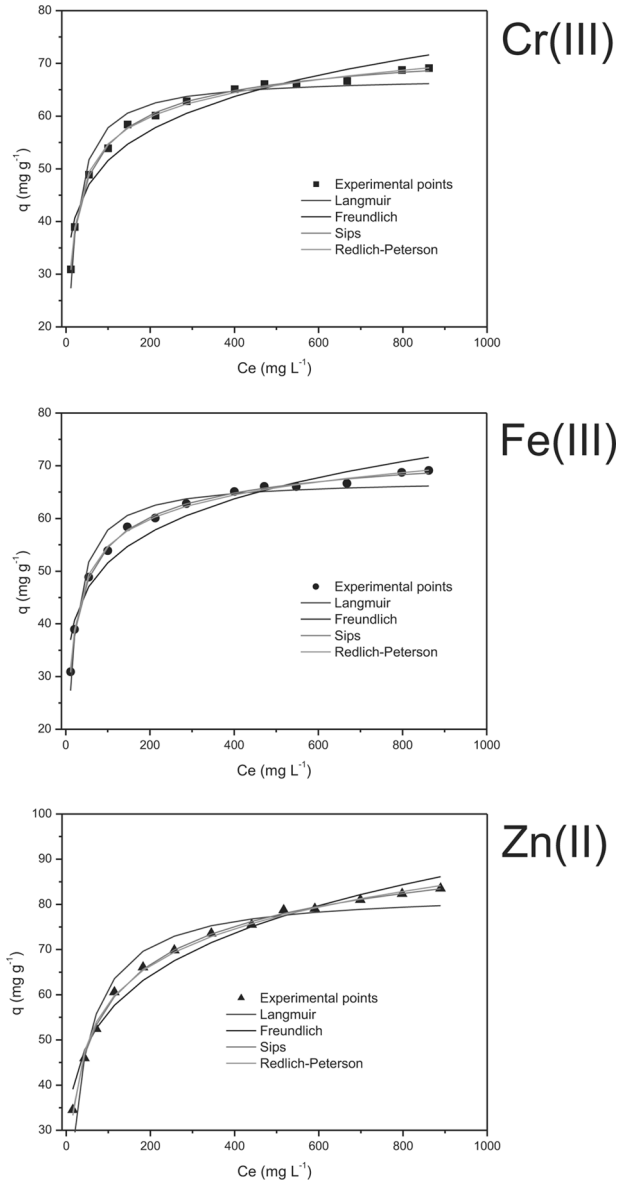 Cr(III)
80
70
60
50
40
30
20
q (mg g⁻¹)
Experimental points
Langmuir
Freundlich
Sips
Redlich-Peterson
0 200 400 600 800 1000
Ce (mg L⁻¹)
Fe(III)
80
70
60
50
40
30
20
q (mg g⁻¹)
Experimental points
Langmuir
Freundlich
Sips
Redlich-Peterson
0 200 400 600 800 1000
Ce (mg L⁻¹)
Zn(II)
100
90
80
70
60
50
40
30
q (mg g⁻¹)
Experimental points
Langmuir
Freundlich
Sips
Redlich-Peterson
0 200 400 600 800 1000
Ce (mg L⁻¹)